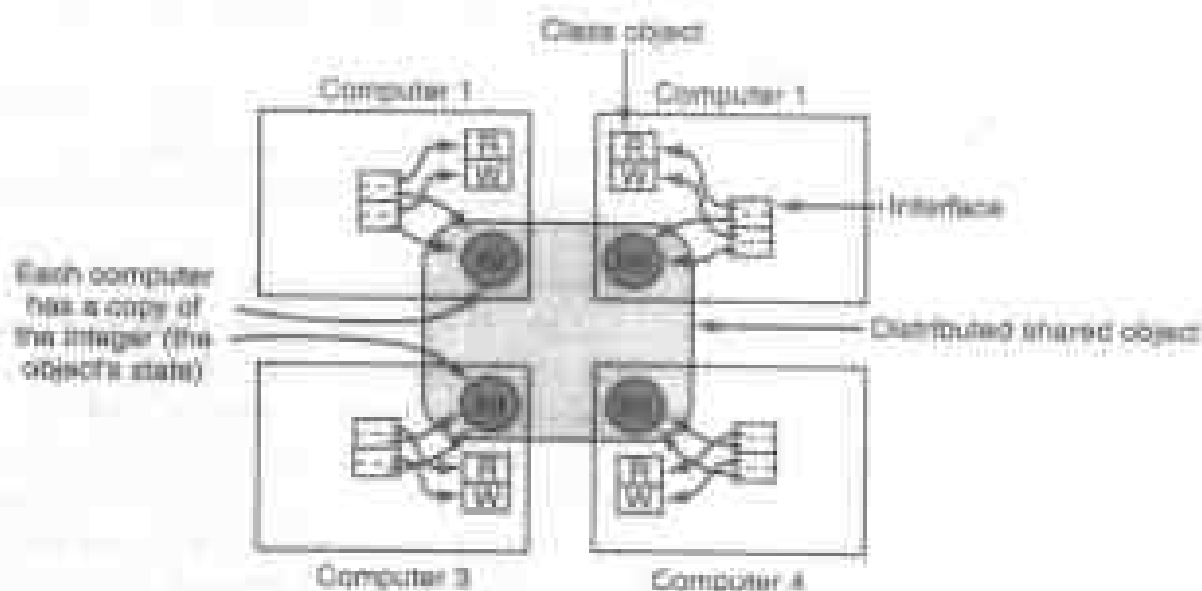 Class object
Computer 1
Computer 1
R
W
R
W
Interface
Each computer
has a copy of
the integer (the
object's state)
Distributed shared object
R
W
R
W
Computer 3
Computer 4